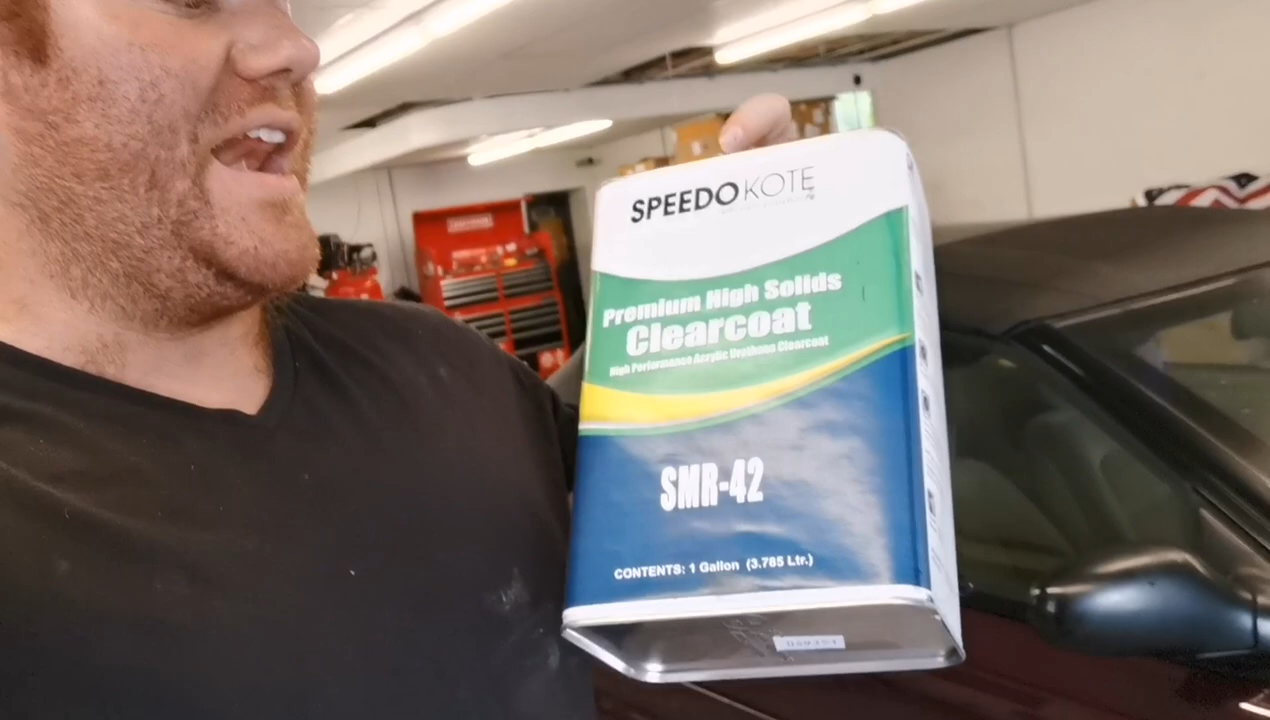 SPEEDOKOTE
Premium High Solids
Clearcoat
High Performance Acrylic Urethane Clearcoat
SMR-42
CONTENTS: 1 Gallon (3.785 Ltr.)